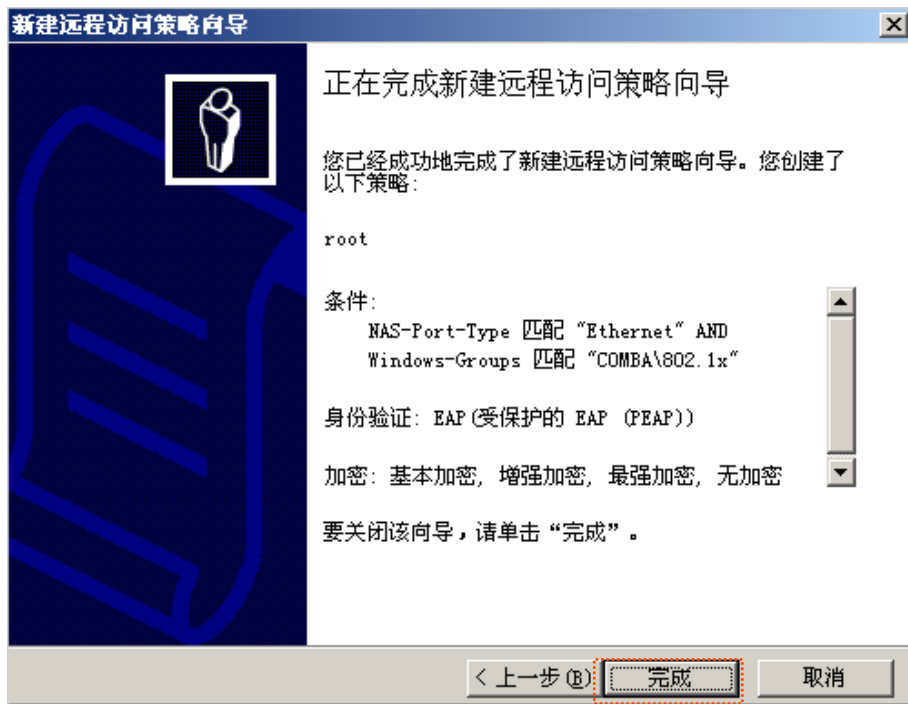 新建远程访问策略向导
正在完成新建远程访问策略向导
您已经成功地完成了新建远程访问策略向导。您创建了
以下策略:
root
条件:
NAS-Port-Type 匹配 "Ethernet" AND
Windows-Groups 匹配 "COMBA\802.1x"
身份验证: EAP(受保护的 EAP (PEAP))
加密: 基本加密, 增强加密, 最强加密, 无加密
要关闭该向导，请单击“完成”。
< 上一步(B) 完成 取消